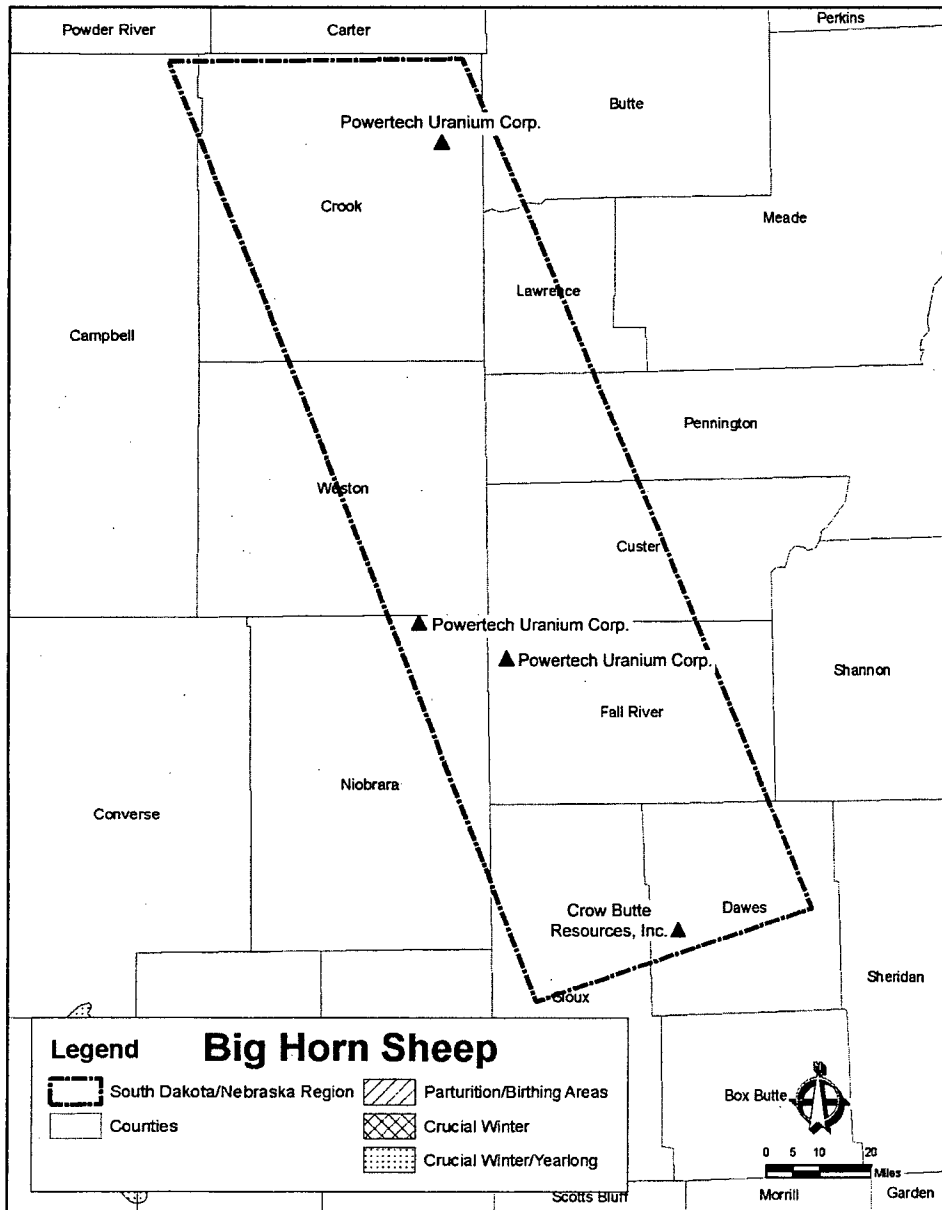 Powder River
Carter
Perkins
Butte
Powertech Uranium Corp.
Crook
Meade
Lawrence
Campbell
Pennington
Weston
Custer
Powertech Uranium Corp.
Powertech Uranium Corp.
Shannon
Fall River
Niobrara
Converse
Crow Butte
Resources, Inc.
Dawes
Sheridan
Sioux
Legend
Big Horn Sheep
South Dakota/Nebraska Region
Counties
Parturition/Birthing Areas
Crucial Winter
Crucial Winter/Yearlong
N
Box Butte
0 5 10 20
Miles
Scotts Bluff
Morrill
Garden